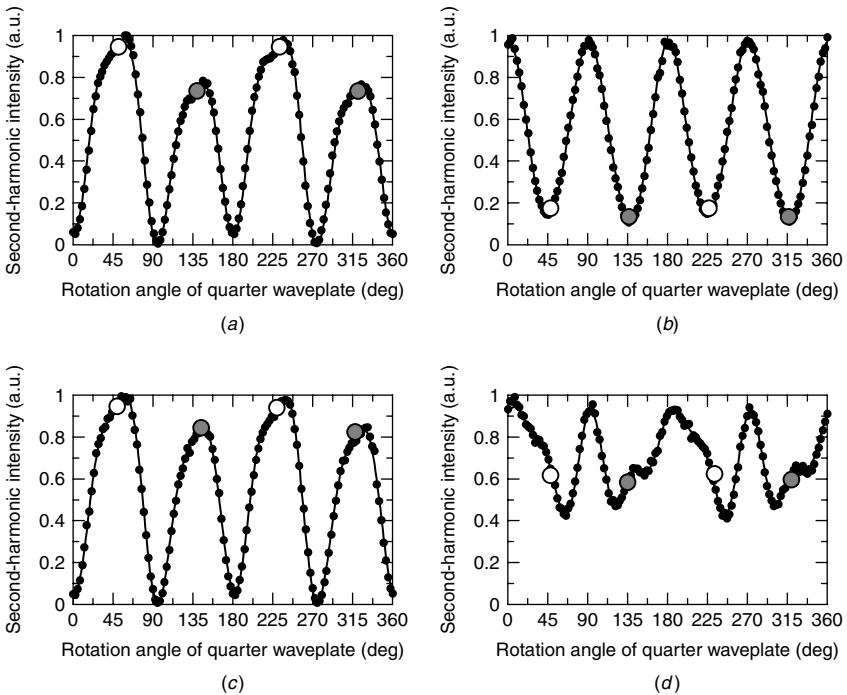 Second-harmonic intensity (a.u.)
1
0.8
0.6
0.4
0.2
0
0 45 90 135 180 225 270 315 360
Rotation angle of quarter waveplate (deg)
(a)
Second-harmonic intensity (a.u.)
1
0.8
0.6
0.4
0.2
0
0 45 90 135 180 225 270 315 360
Rotation angle of quarter waveplate (deg)
(b)
Second-harmonic intensity (a.u.)
1
0.8
0.6
0.4
0.2
0
0 45 90 135 180 225 270 315 360
Rotation angle of quarter waveplate (deg)
(c)
Second-harmonic intensity (a.u.)
1
0.8
0.6
0.4
0.2
0
0 45 90 135 180 225 270 315 360
Rotation angle of quarter waveplate (deg)
(d)